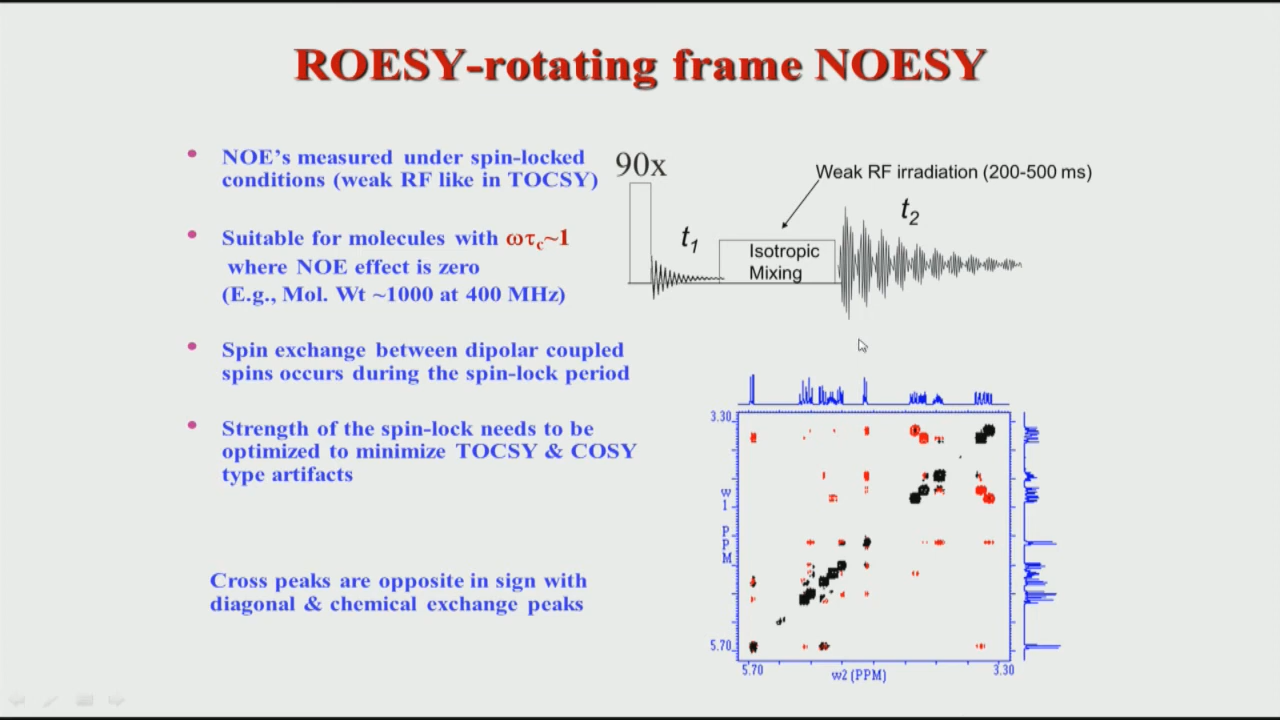 ROESY-rotating frame NOESY
• NOE's measured under spin-locked
conditions (weak RF like in TOCSY)
• Suitable for molecules with ωτc~1
where NOE effect is zero
(E.g., Mol. Wt ~1000 at 400 MHz)
• Spin exchange between dipolar coupled
spins occurs during the spin-lock period
• Strength of the spin-lock needs to be
optimized to minimize TOCSY & COSY
type artifacts
Cross peaks are opposite in sign with
diagonal & chemical exchange peaks
90x
Weak RF irradiation (200-500 ms)
t1
t2
Isotropic
Mixing
3.30
w
1
P
P
M
5.70
5.70
3.30
w2 (PPM)